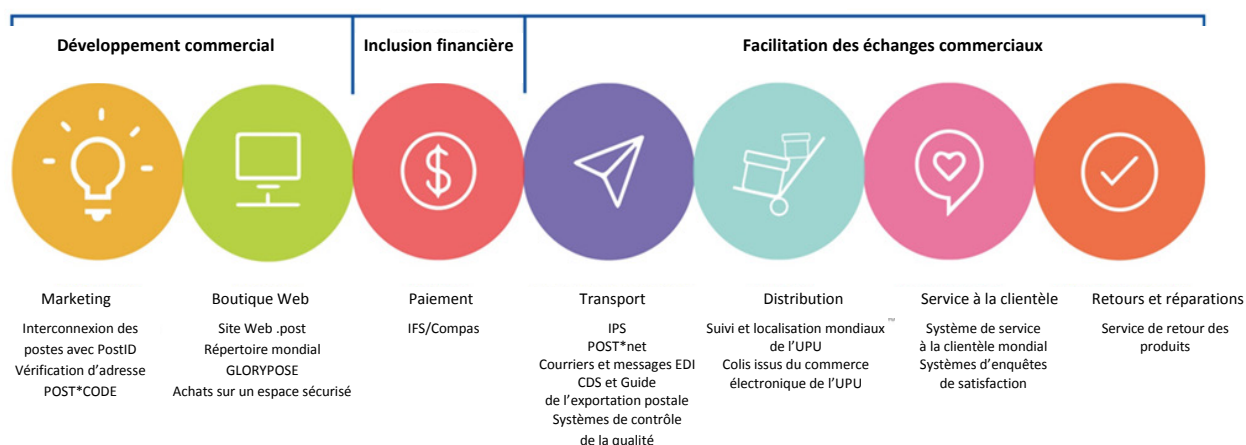 Développement commercial
Inclusion financière
Facilitation des échanges commerciaux
$
Marketing
Interconnexion des
postes avec PostID
Vérification d'adresse
POST*CODE
Boutique Web
Site Web .post
Répertoire mondial
GLORYPOSE
Achats sur un espace sécurisé
Paiement
IFS/Compas
Transport
IPS
POST*net
Courriers et messages EDI
CDS et Guide
de l'exportation postale
Systèmes de contrôle
de la qualité
Distribution
Suivi et localisation mondiaux ™
de l'UPU
Colis issus du commerce
électronique de l'UPU
Service à la clientèle
Système de service
à la clientèle mondial
Systèmes d'enquêtes
de satisfaction
Retours et réparations
Service de retour des
produits